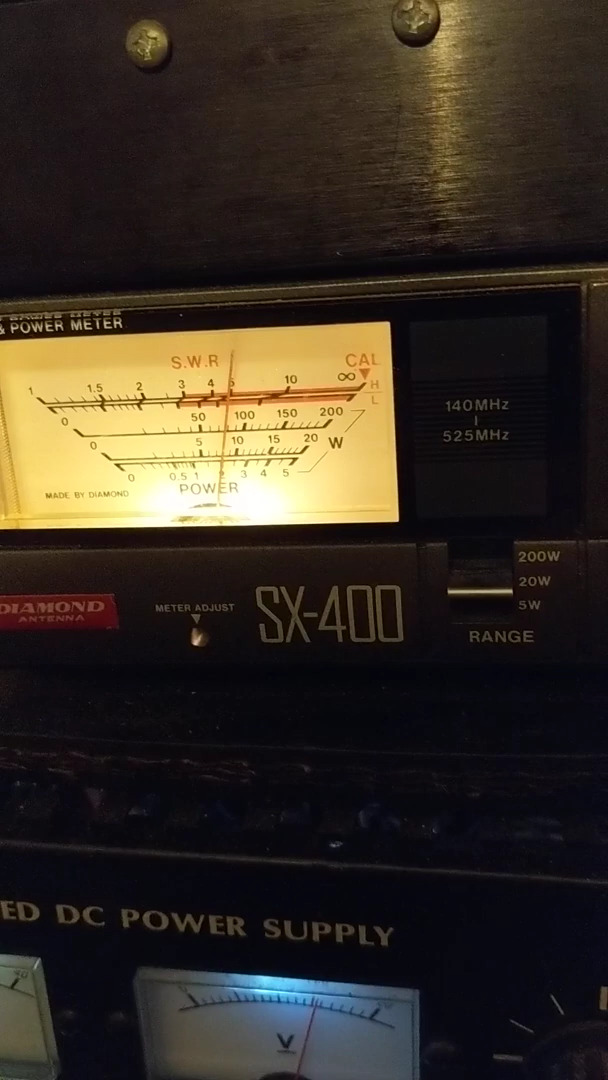 & POWER METER
S.W.R CAL
1 1.5 2 3 4 5 10 ∞ H
L
0 50 100 150 200
0 5 10 15 20 W
0 0.5 1 3 4 5
MADE BY DIAMOND POWER
140MHz
525MHz
200W
20W
5W
RANGE
DIAMOND
ANTENNA
METER ADJUST
SX-400
ED DC POWER SUPPLY
V